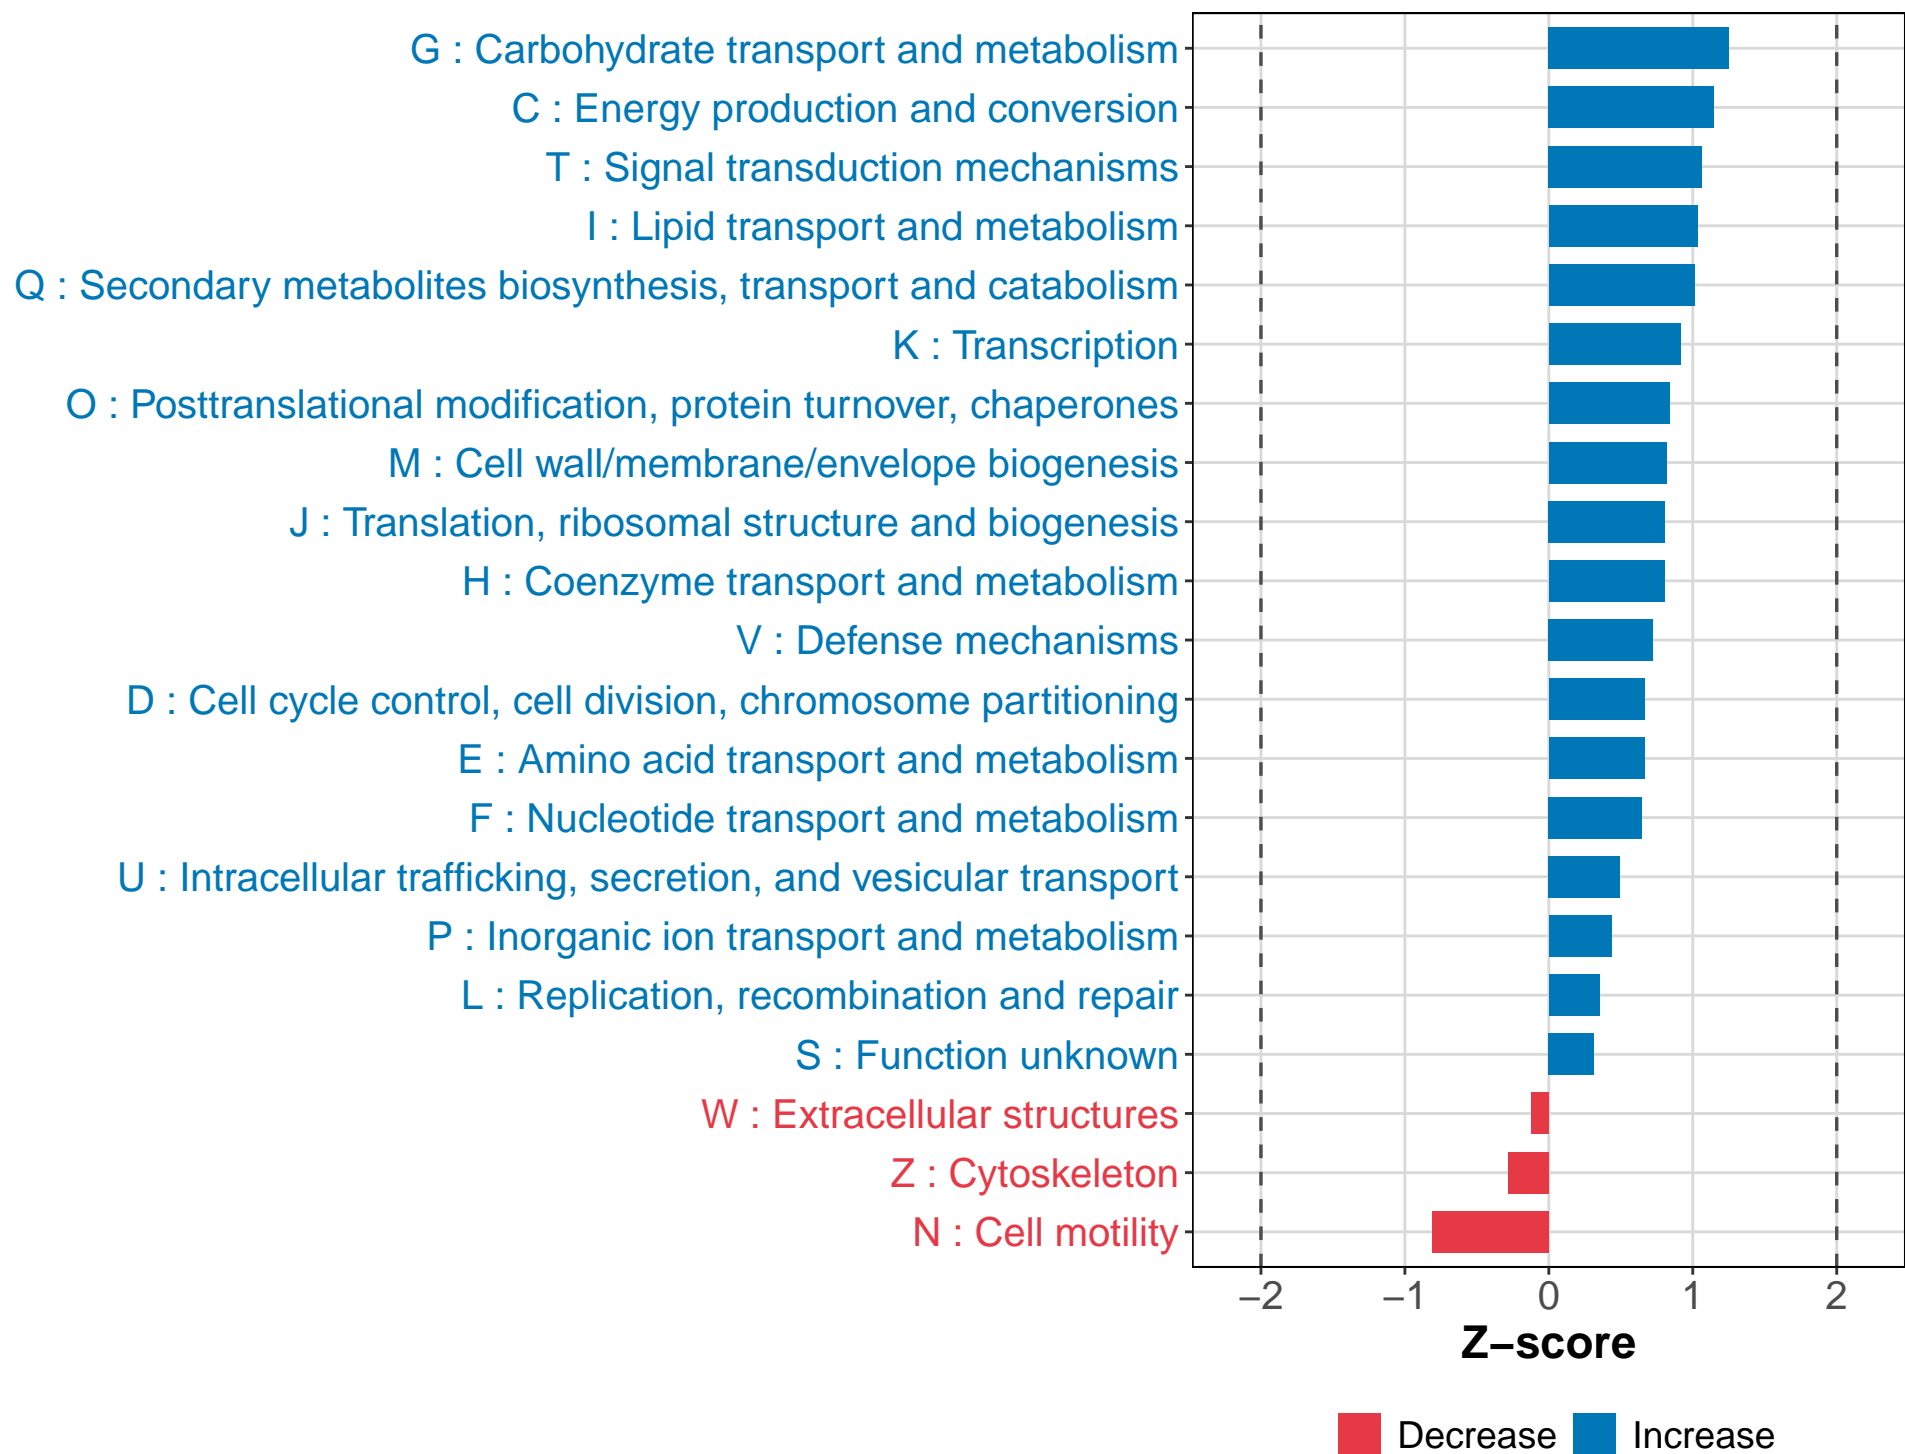 G : Carbohydrate transport and metabolism
C : Energy production and conversion
T : Signal transduction mechanisms
I : Lipid transport and metabolism
Q : Secondary metabolites biosynthesis, transport and catabolism
K : Transcription
O : Posttranslational modification, protein turnover, chaperones
M : Cell wall/membrane/envelope biogenesis
J : Translation, ribosomal structure and biogenesis
H : Coenzyme transport and metabolism
V : Defense mechanisms
D : Cell cycle control, cell division, chromosome partitioning
E : Amino acid transport and metabolism
F : Nucleotide transport and metabolism
U : Intracellular trafficking, secretion, and vesicular transport
P : Inorganic ion transport and metabolism
L : Replication, recombination and repair
S : Function unknown
W : Extracellular structures
Z : Cytoskeleton
N : Cell motility
−2 −1 0 1 2
Z−score
Decrease Increase